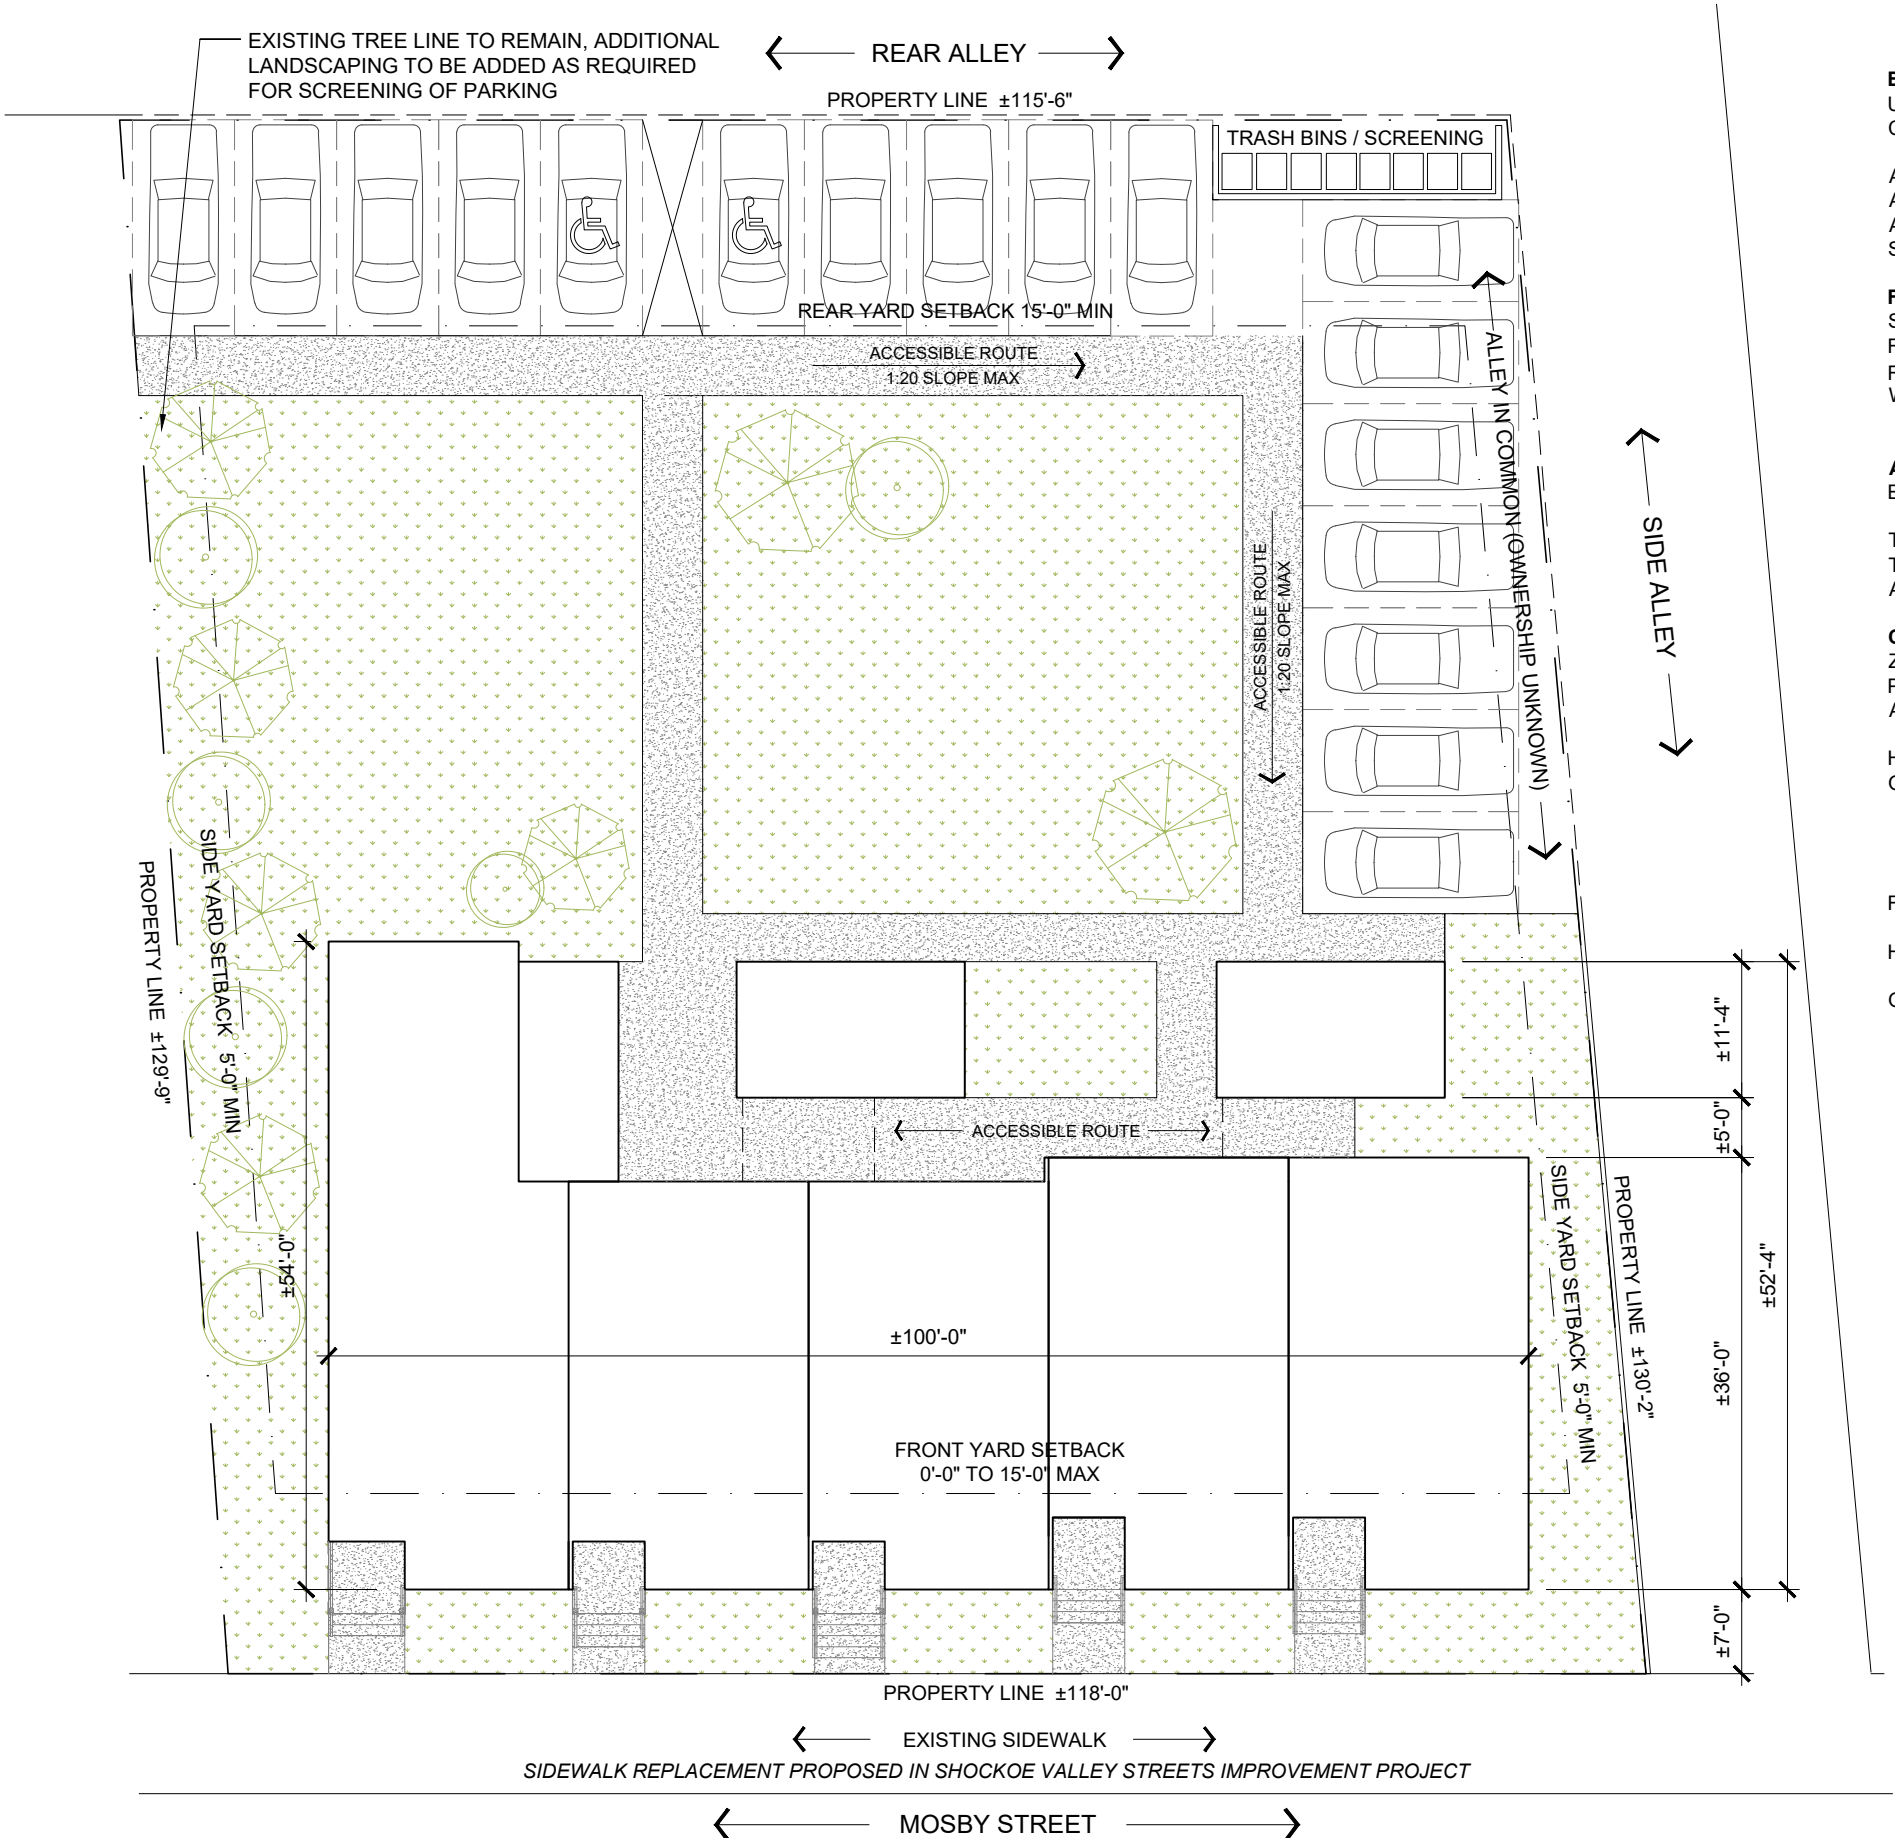 EXISTING TREE LINE TO REMAIN, ADDITIONAL
LANDSCAPING TO BE ADDED AS REQUIRED
FOR SCREENING OF PARKING
REAR ALLEY
PROPERTY LINE ±115'-6"
TRASH BINS / SCREENING
REAR YARD SETBACK 15'-0" MIN
ACCESSIBLE ROUTE
1:20 SLOPE MAX
ALLEY IN COMMON (OWNERSHIP UNKNOWN)
SIDE ALLEY
ACCESSIBLE ROUTE
1:20 SLOPE MAX
SIDE YARD SETBACK 5'-0" MIN
PROPERTY LINE ±129'-9"
±11'-4"
±5'-0"
ACCESSIBLE ROUTE
SIDE YARD SETBACK 5'-0" MIN
PROPERTY LINE ±130'-2"
±54'-0"
±52'-4"
±100'-0"
±36'-0"
FRONT YARD SETBACK
0'-0" TO 15'-0" MAX
±7'-0"
PROPERTY LINE ±118'-0"
EXISTING SIDEWALK
SIDEWALK REPLACEMENT PROPOSED IN SHOCKOE VALLEY STREETS IMPROVEMENT PROJECT
MOSBY STREET